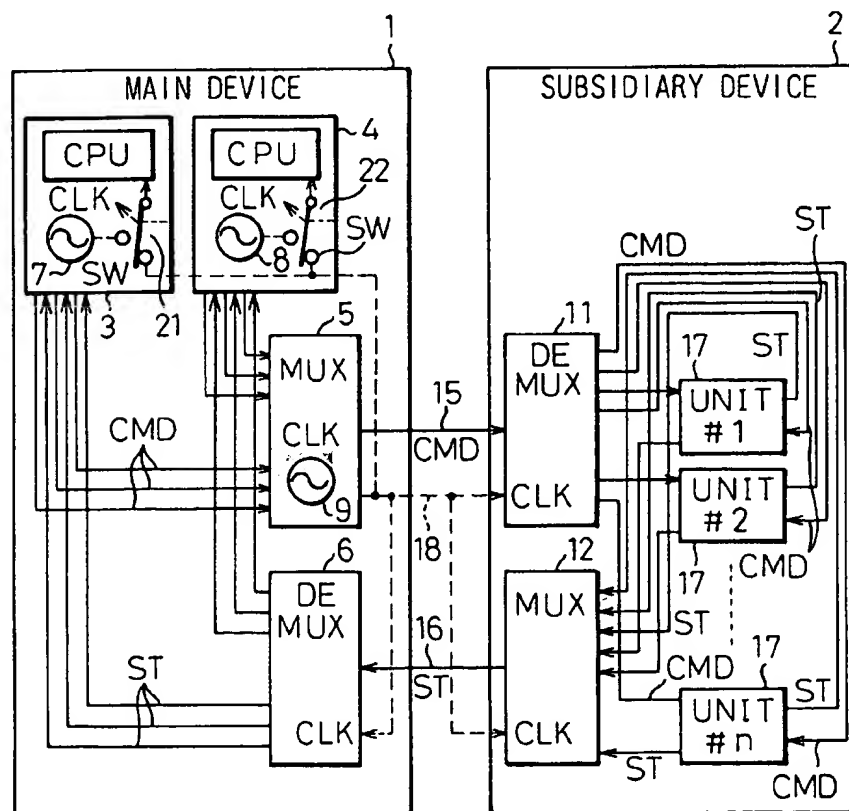 1
2
MAIN DEVICE
SUBSIDIARY DEVICE
4
CPU
CPU
CLK
CLK
22
SW
7
SW
8
3
21
ST
CMD
5
11
MUX
DE
MUX
ST
17
UNIT
#1
15
CMD
CMD
CLK
9
CLK
18
UNIT
#2
17
CMD
6
12
DE
MUX
MUX
16
ST
ST
ST
CMD
17
UNIT
#n
ST
CLK
CLK
ST
CMD